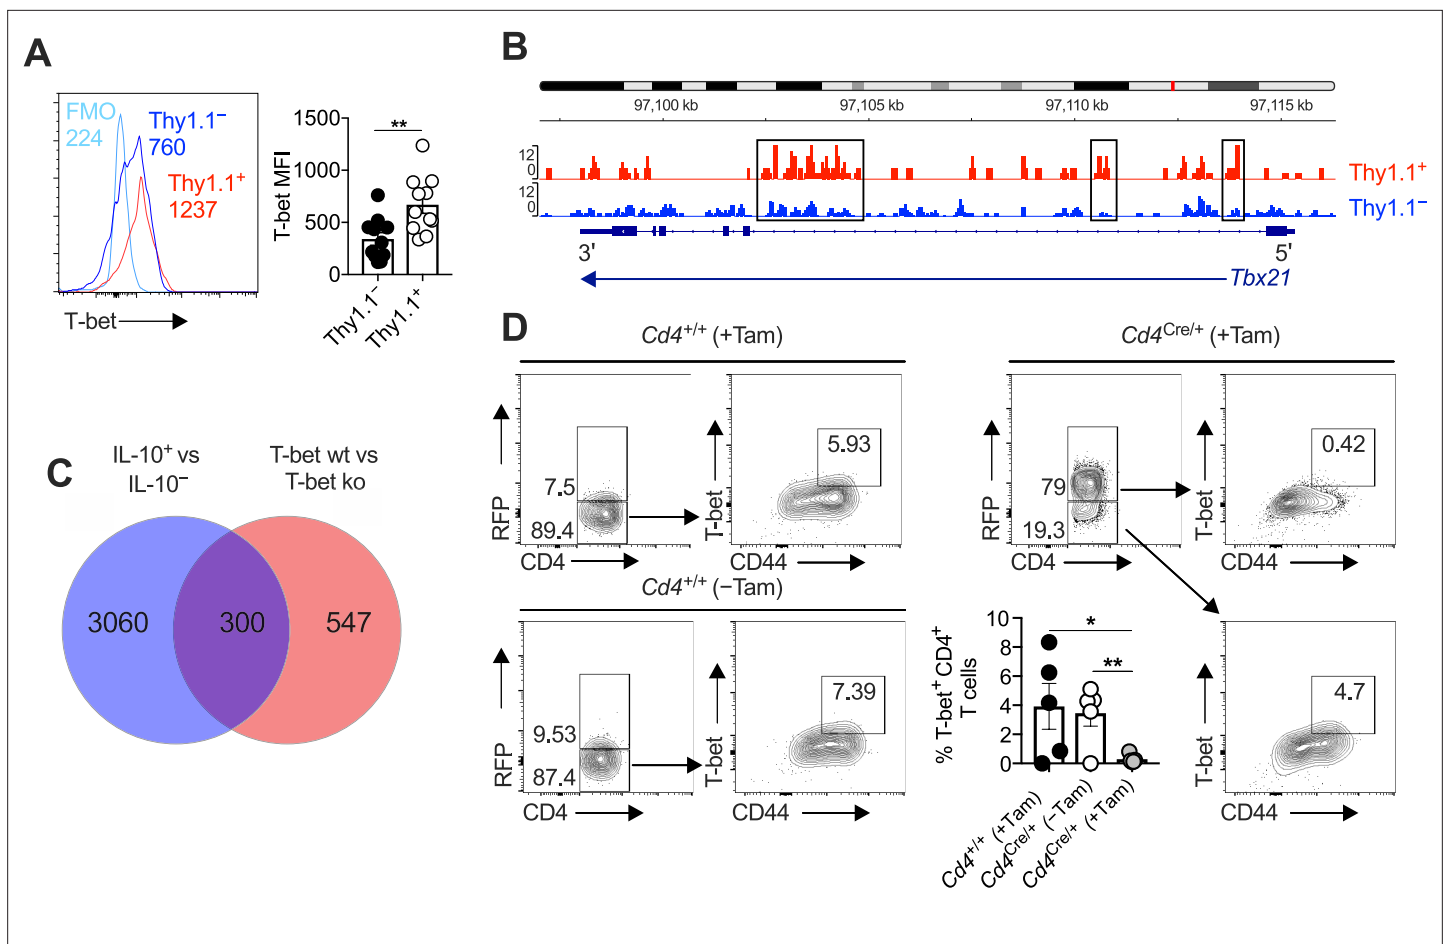 A
FMO
224
Thy1.1−
760
Thy1.1+
1237
T-bet
T-bet MFI
1500
1000
500
0
**
Thy1.1−
Thy1.1+
B
97,100 kb
97,105 kb
97,110 kb
97,115 kb
12
0
Thy1.1+
12
0
Thy1.1−
3'
5'
Tbx21
C
IL-10+ vs
IL-10−
T-bet wt vs
T-bet ko
3060
300
547
D
Cd4+/+ (+Tam)
RFP
7.5
89.4
CD4
T-bet
5.93
CD44
Cd4Cre/+ (+Tam)
RFP
79
19.3
CD4
T-bet
0.42
CD44
Cd4+/+ (−Tam)
RFP
9.53
87.4
CD4
T-bet
7.39
CD44
% T-bet+ CD4+
T cells
10
8
6
4
2
0
*
**
Cd4+/+ (+Tam)
Cd4Cre/+ (−Tam)
Cd4Cre/+ (+Tam)
T-bet
4.7
CD44